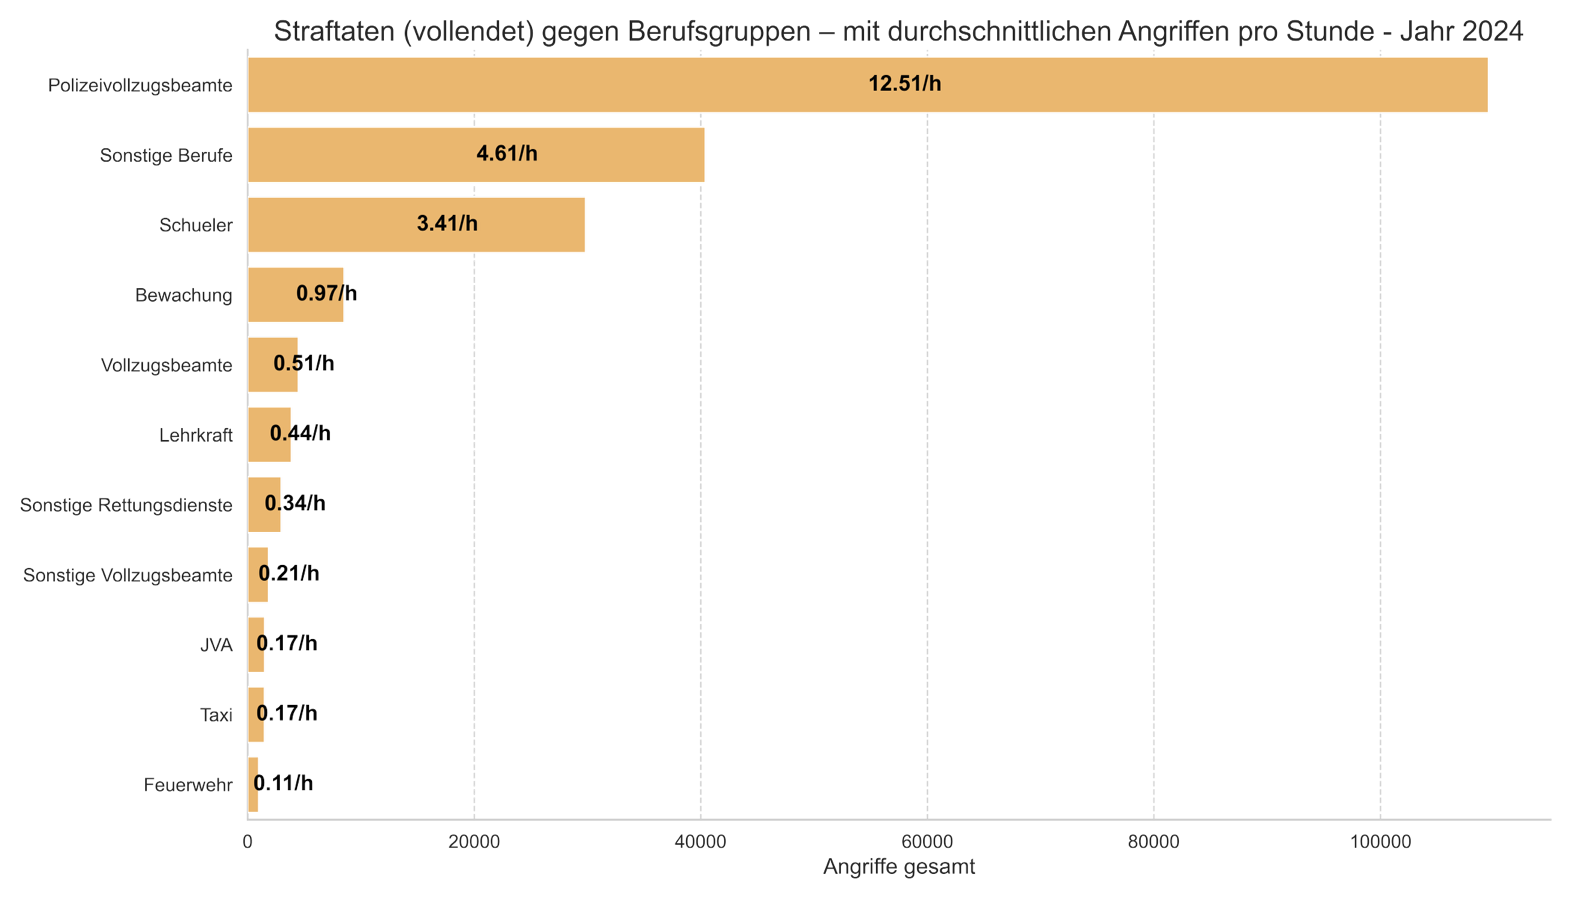 Straftaten (vollendet) gegen Berufsgruppen – mit durchschnittlichen Angriffen pro Stunde - Jahr 2024
Polizeivollzugsbeamte 12.51/h
Sonstige Berufe 4.61/h
Schueler 3.41/h
Bewachung 0.97/h
Vollzugsbeamte 0.51/h
Lehrkraft 0.44/h
Sonstige Rettungsdienste 0.34/h
Sonstige Vollzugsbeamte 0.21/h
JVA 0.17/h
Taxi 0.17/h
Feuerwehr 0.11/h
0 20000 40000 60000 80000 100000
Angriffe gesamt